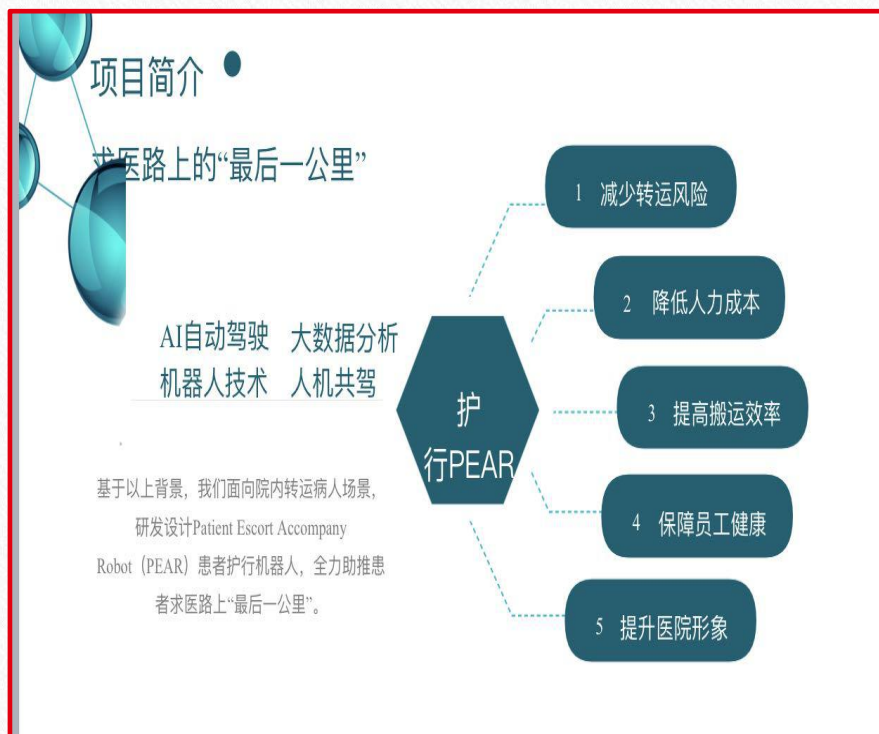 项目简介
求医路上的“最后一公里”
AI自动驾驶 大数据分析
机器人技术 人机共驾
基于以上背景，我们面向院内转运病人场景，
研发设计Patient Escort Accompany
Robot（PEAR）患者护行机器人，全力助推患
者求医路上“最后一公里”。
护
行PEAR
1 减少转运风险
2 降低人力成本
3 提高搬运效率
4 保障员工健康
5 提升医院形象